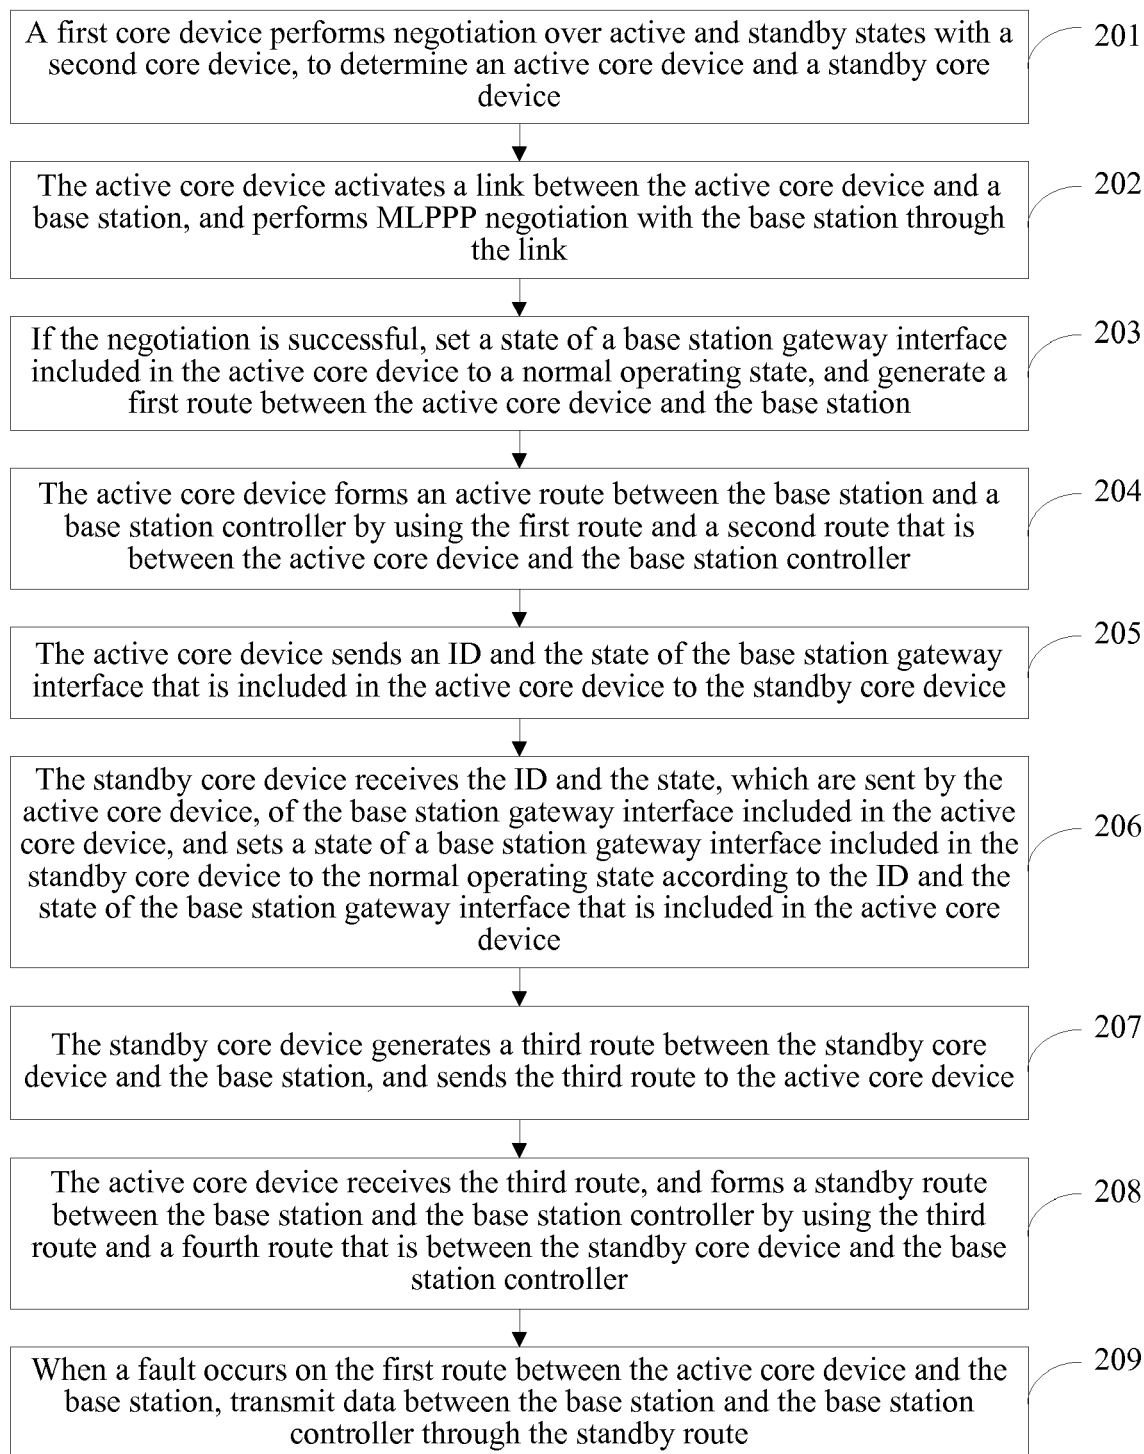 A first core device performs negotiation over active and standby states with a
second core device, to determine an active core device and a standby core
device
201
The active core device activates a link between the active core device and a
base station, and performs MLPPP negotiation with the base station through
the link
202
If the negotiation is successful, set a state of a base station gateway interface
included in the active core device to a normal operating state, and generate a
first route between the active core device and the base station
203
The active core device forms an active route between the base station and a
base station controller by using the first route and a second route that is
between the active core device and the base station controller
204
The active core device sends an ID and the state of the base station gateway
interface that is included in the active core device to the standby core device
205
The standby core device receives the ID and the state, which are sent by the
active core device, of the base station gateway interface included in the active
core device, and sets a state of a base station gateway interface included in the
standby core device to the normal operating state according to the ID and the
state of the base station gateway interface that is included in the active core
device
206
The standby core device generates a third route between the standby core
device and the base station, and sends the third route to the active core device
207
The active core device receives the third route, and forms a standby route
between the base station and the base station controller by using the third
route and a fourth route that is between the standby core device and the base
station controller
208
When a fault occurs on the first route between the active core device and the
base station, transmit data between the base station and the base station
controller through the standby route
209